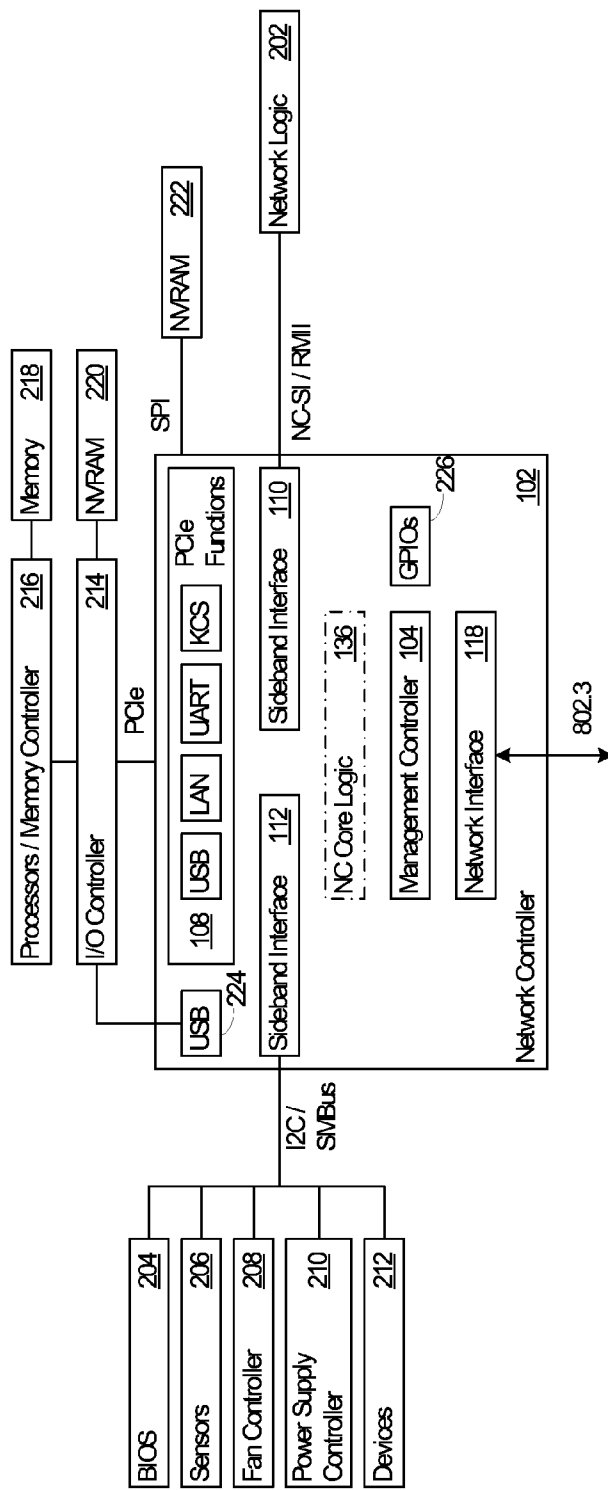 Processors / Memory Controller 216
Memory 218
I/O Controller 214
NVRAM 220
PCIe
SPI
NVRAM 222
USB
224
108
USB
LAN
UART
KCS
PCIe
Functions
Sideband Interface 112
Sideband Interface 110
NC-SI / RMII
Network Logic 202
I2C /
SMBus
BIOS 204
Sensors 206
Fan Controller 208
Power Supply 210
Controller
Devices 212
NC Core Logic 136
Management Controller 104
GPIOs
226
Network Interface 118
Network Controller
102
802.3